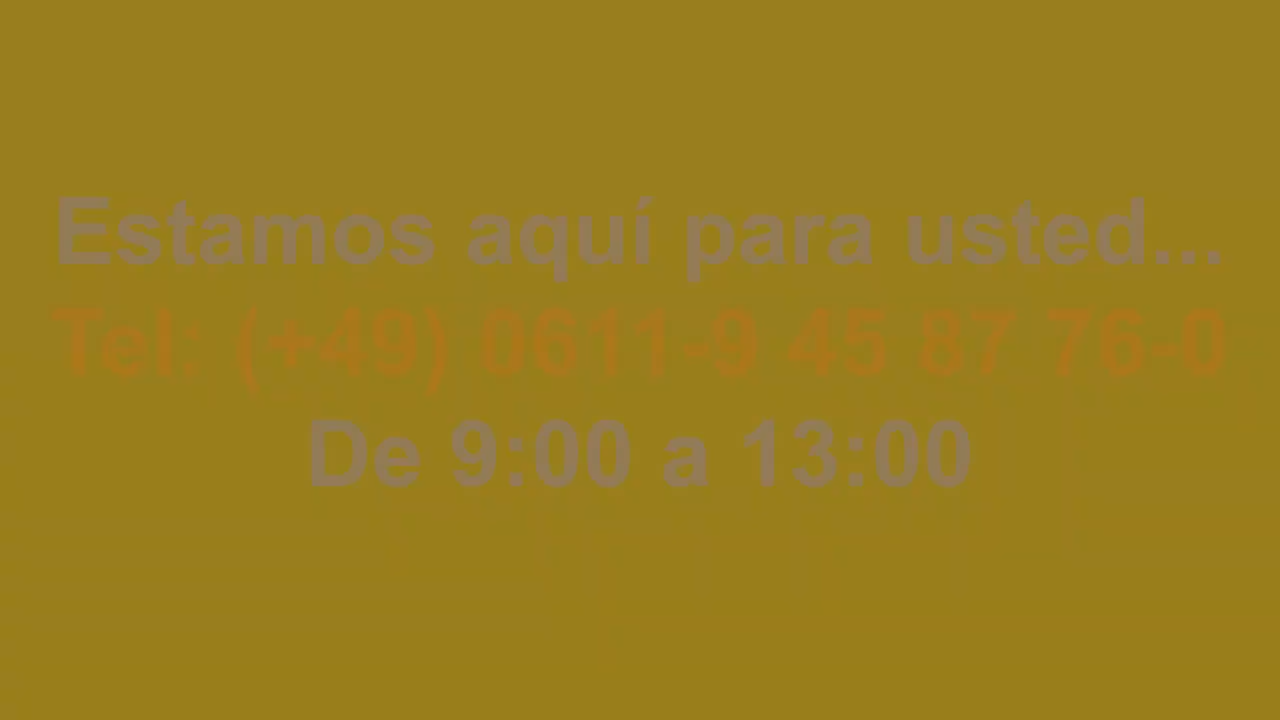 Estamos aquí para usted...
Tel: (+49) 0611-9 45 87 76-0
De 9:00 a 13:00